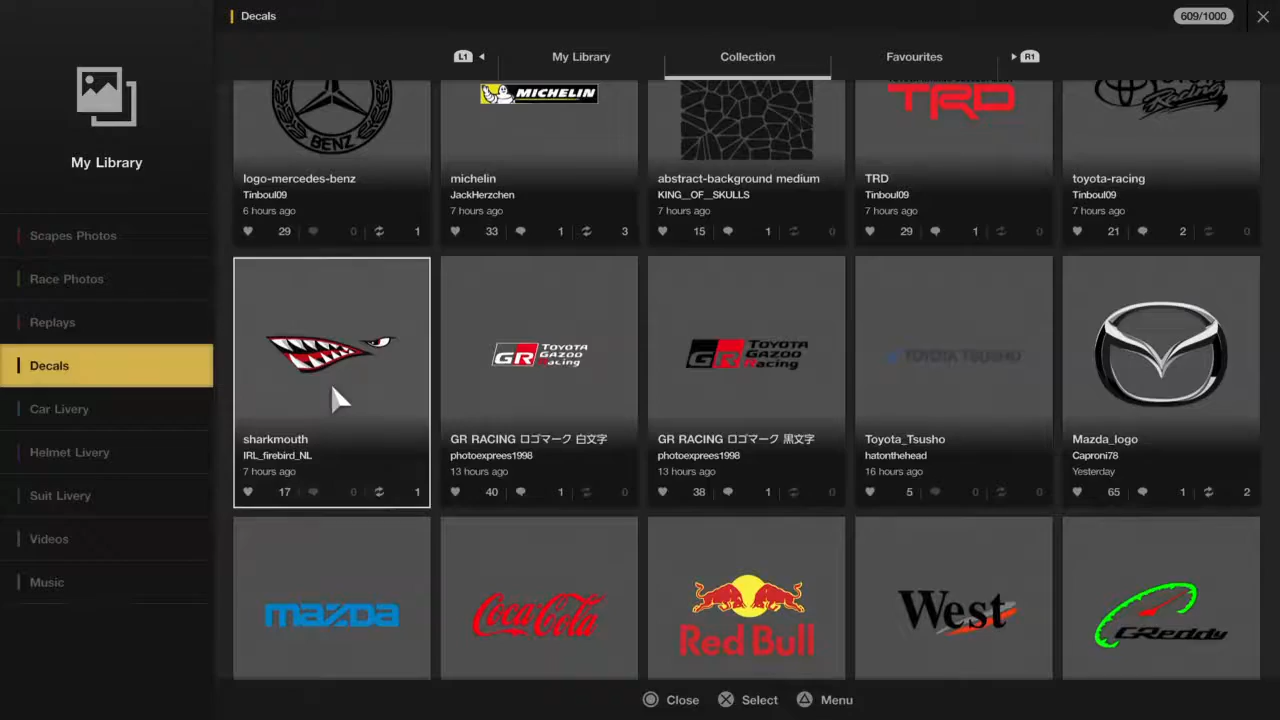 Decals
609/1000
L1
My Library
Collection
Favourites
R1
My Library
Scapes Photos
Race Photos
Replays
Decals
Car Livery
Helmet Livery
Suit Livery
Videos
Music
BENZ
logo-mercedes-benz
Tinboul09
6 hours ago
29 0 1
MICHELIN
michelin
JackHerzchen
7 hours ago
33 1 3
abstract-background medium
KING__OF__SKULLS
7 hours ago
15 1 0
TRD
TRD
Tinboul09
7 hours ago
29 1 0
TOYOTA
Racing
toyota-racing
Tinboul09
7 hours ago
21 2 0
sharkmouth
IRL_firebird_NL
7 hours ago
17 0 1
GR TOYOTA
GAZOO
Racing
GR RACING ロゴマーク 白文字
photoexprees1998
13 hours ago
40 1 0
GR TOYOTA
GAZOO
Racing
GR RACING ロゴマーク 黒文字
photoexprees1998
13 hours ago
38 1 0
TOYOTA TSUSHO
Toyota_Tsusho
hatonthehead
16 hours ago
5 0 0
Mazda_logo
Caproni78
Yesterday
65 1 2
mazda
Coca-Cola
Red Bull
West
GReddy
Close
Select
Menu